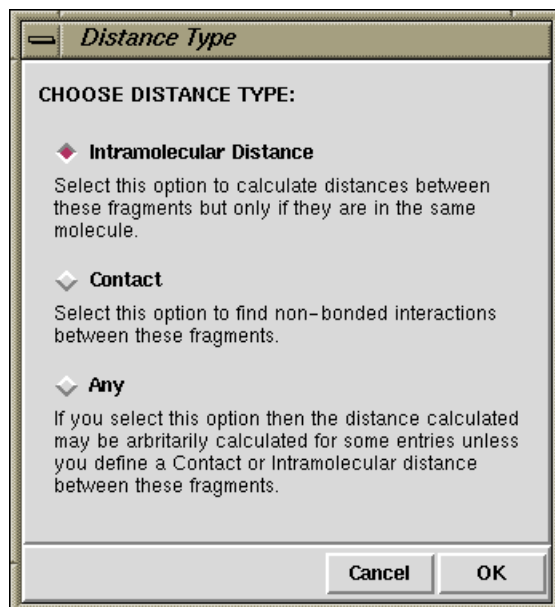 Distance Type
CHOOSE DISTANCE TYPE:
Intramolecular Distance
Select this option to calculate distances between
these fragments but only if they are in the same
molecule.
Contact
Select this option to find non-bonded interactions
between these fragments.
Any
If you select this option then the distance calculated
may be arbritarily calculated for some entries unless
you define a Contact or Intramolecular distance
between these fragments.
Cancel OK